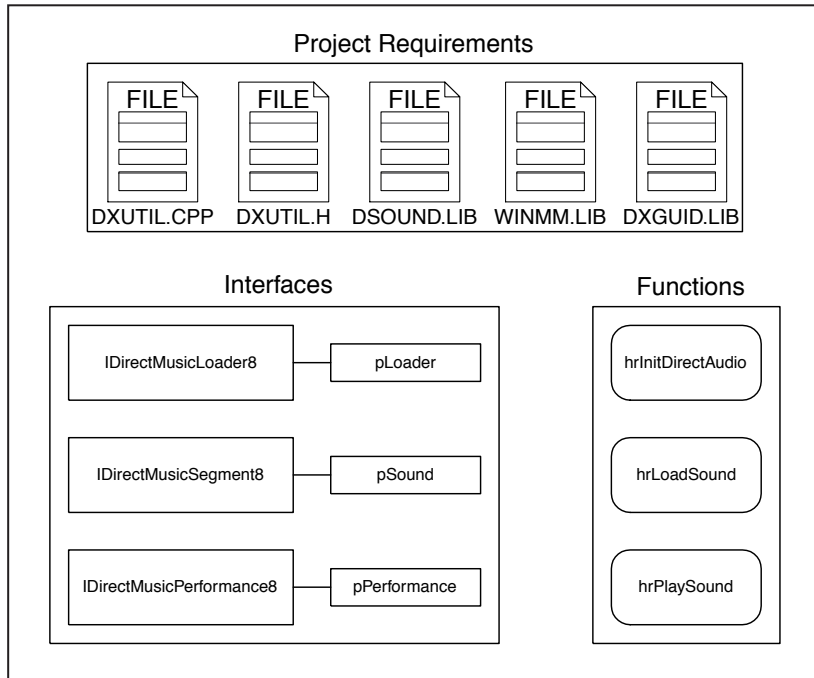 Project Requirements
FILE FILE FILE FILE FILE
DXUTIL.CPP DXUTIL.H DSOUND.LIB WINMM.LIB DXGUID.LIB
Interfaces
IDirectMusicLoader8 pLoader
IDirectMusicSegment8 pSound
IDirectMusicPerformance8 pPerformance
Functions
hrInitDirectAudio
hrLoadSound
hrPlaySound